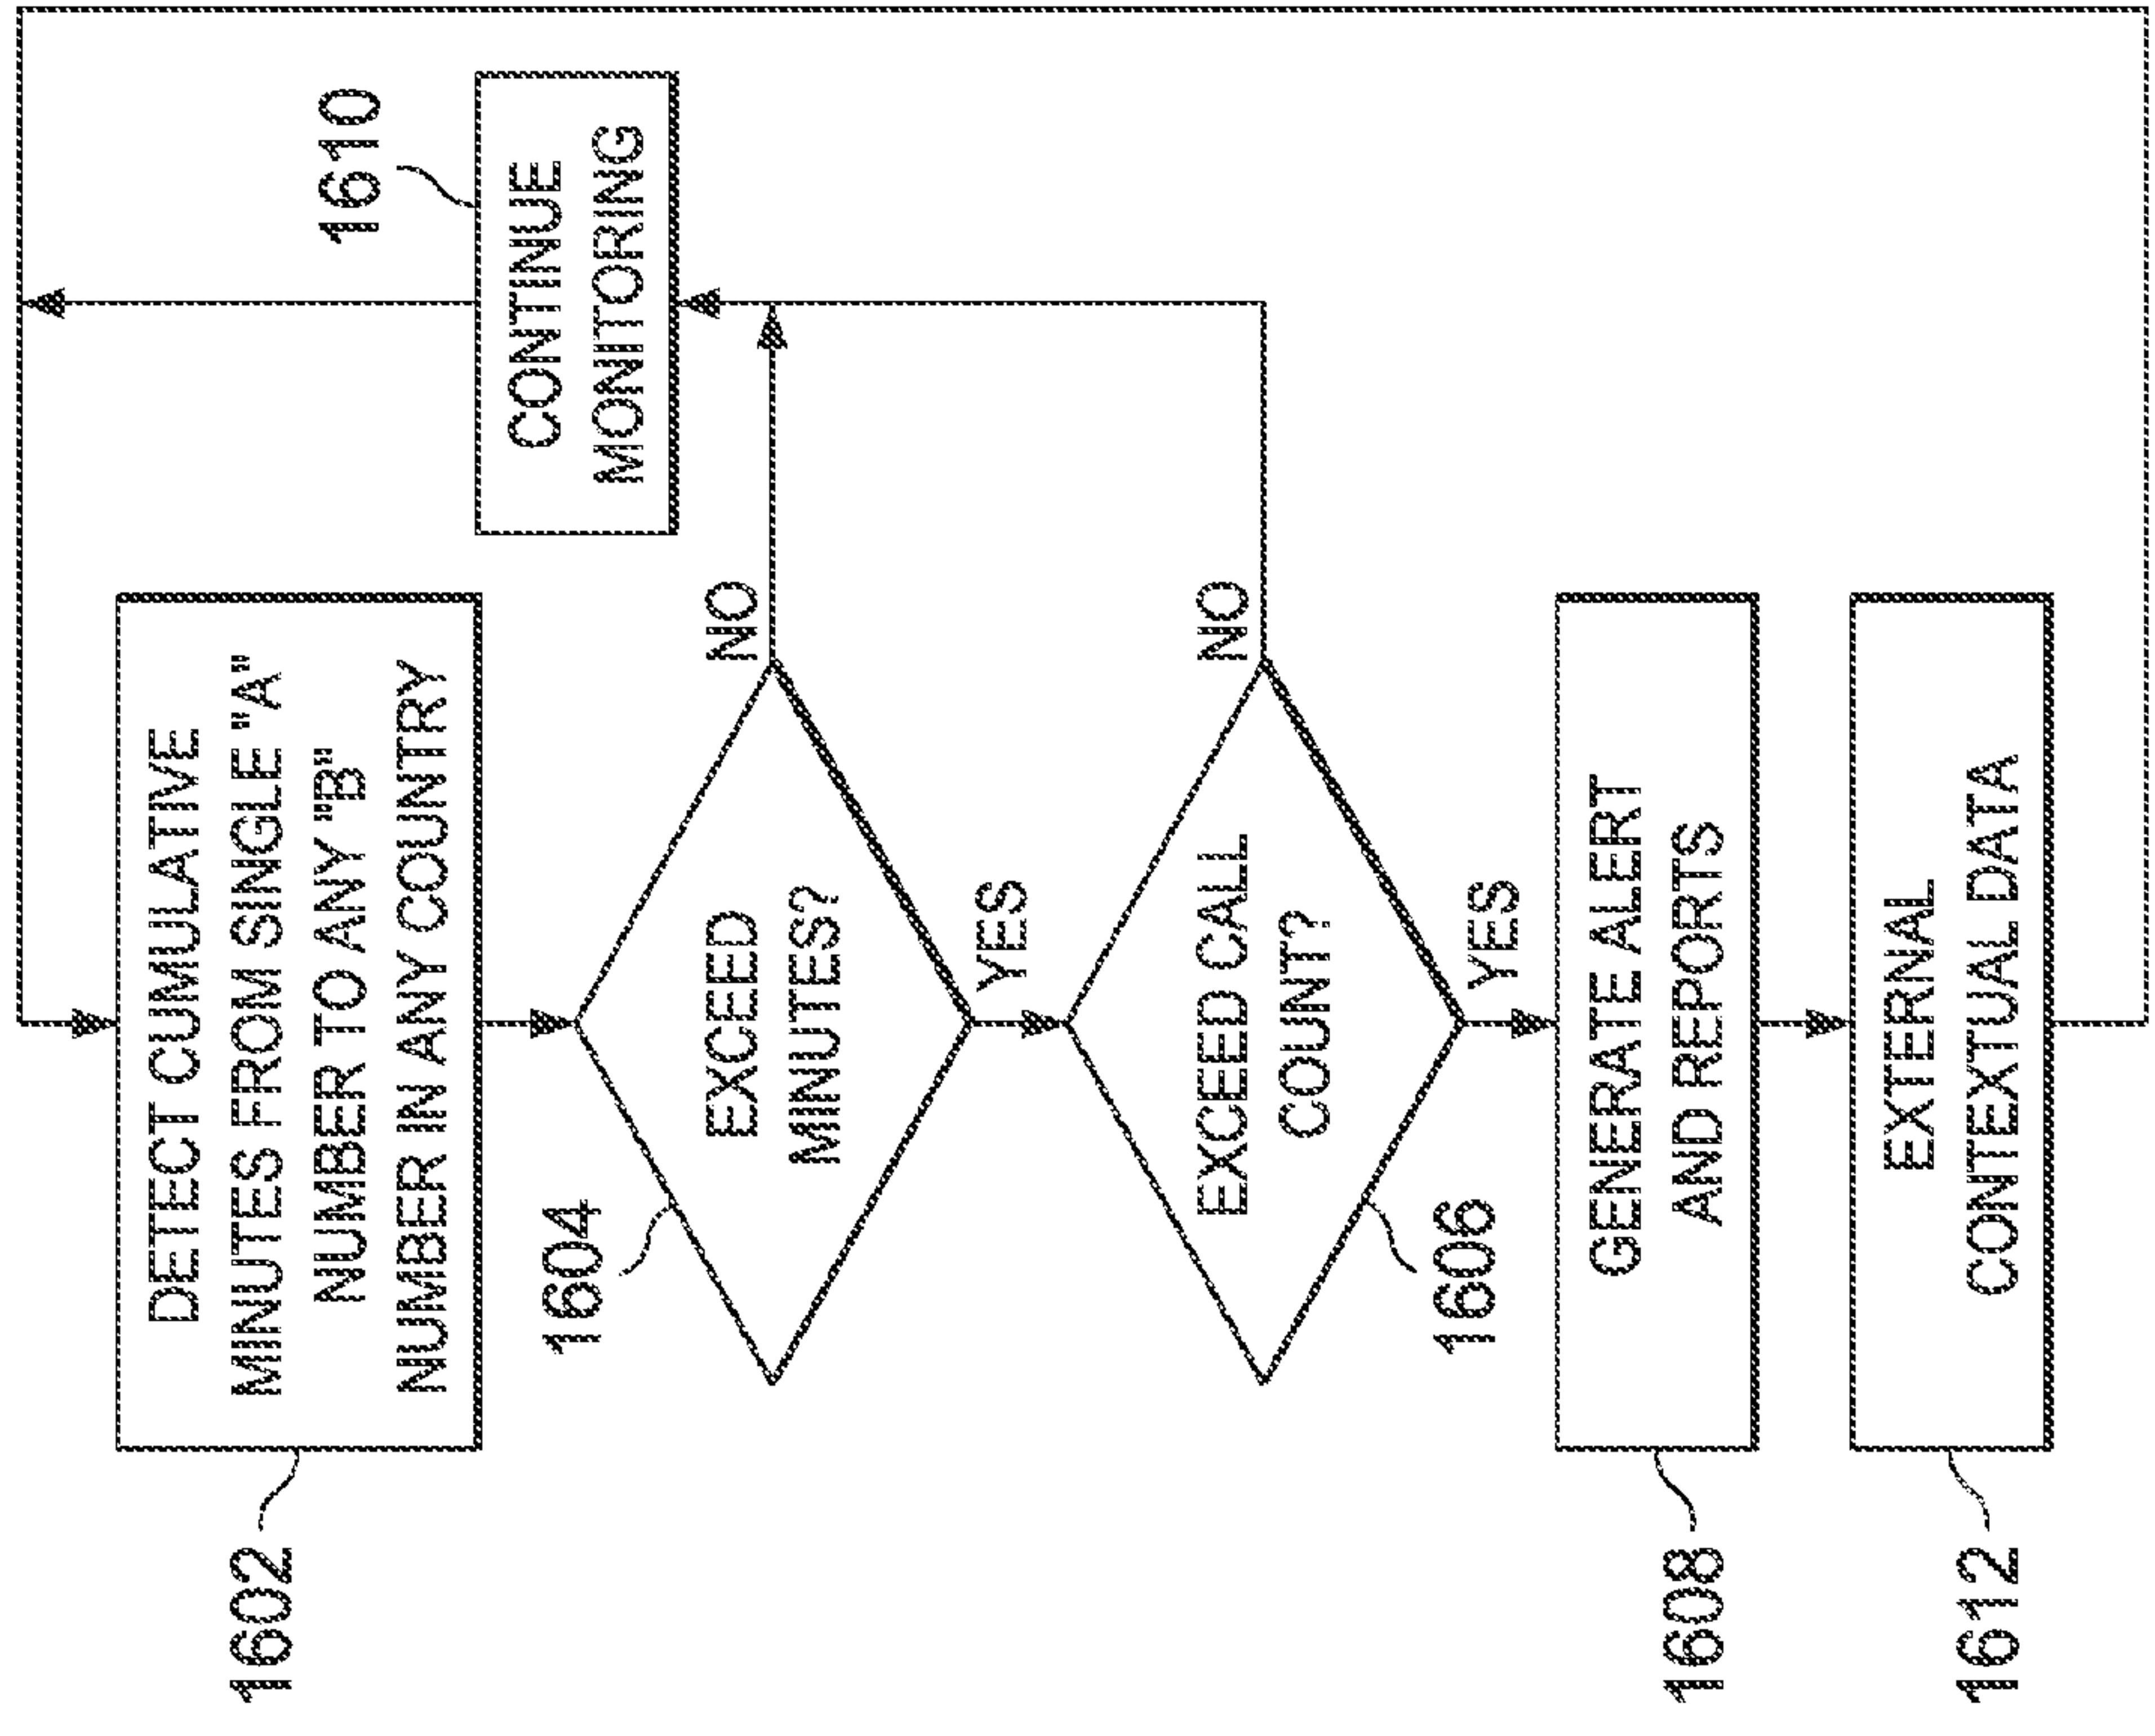 1602
DETECT CUMULATIVE
MINUTES FROM SINGLE "A"
NUMBER TO ANY "B"
NUMBER IN ANY COUNTRY
1604
EXCEED
MINUTES?
NO
YES
1610
CONTINUE
MONITORING
1606
EXCEED CALL
COUNT?
NO
YES
1608
GENERATE ALERT
AND REPORTS
1612
EXTERNAL
CONTEXTUAL DATA